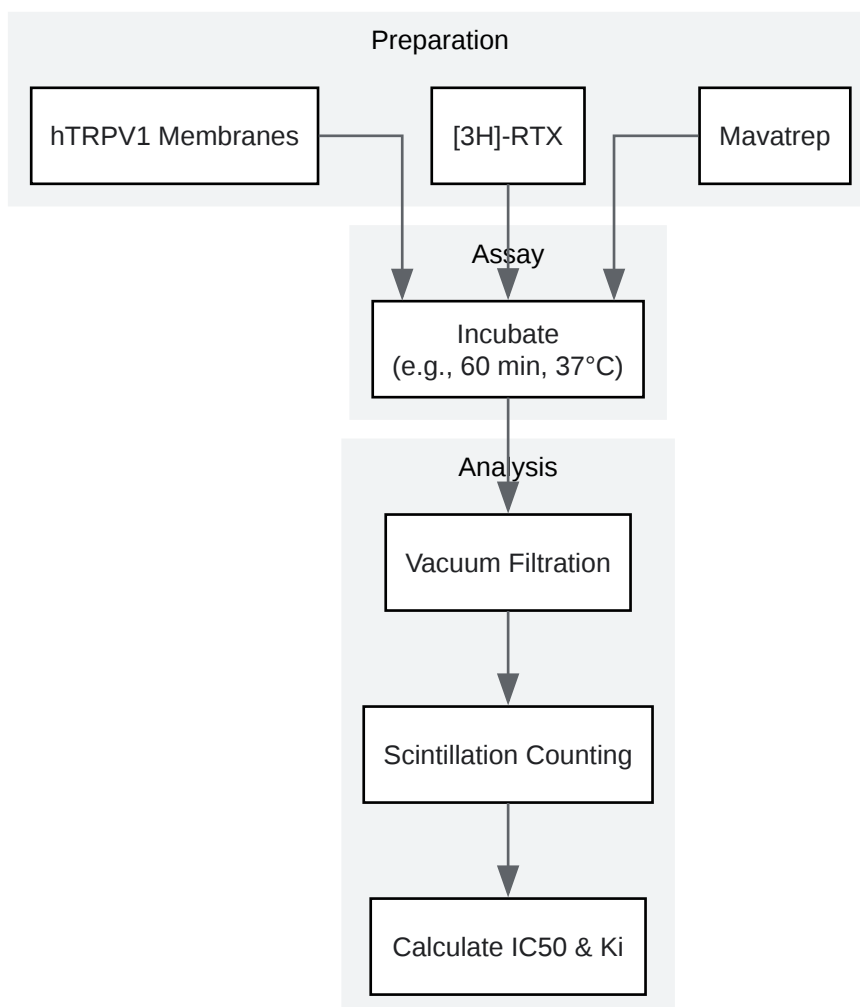 Preparation
hTRPV1 Membranes
[3H]-RTX
Mavatrep
Assay
Incubate
(e.g., 60 min, 37°C)
Analysis
Vacuum Filtration
Scintillation Counting
Calculate IC50 & Ki